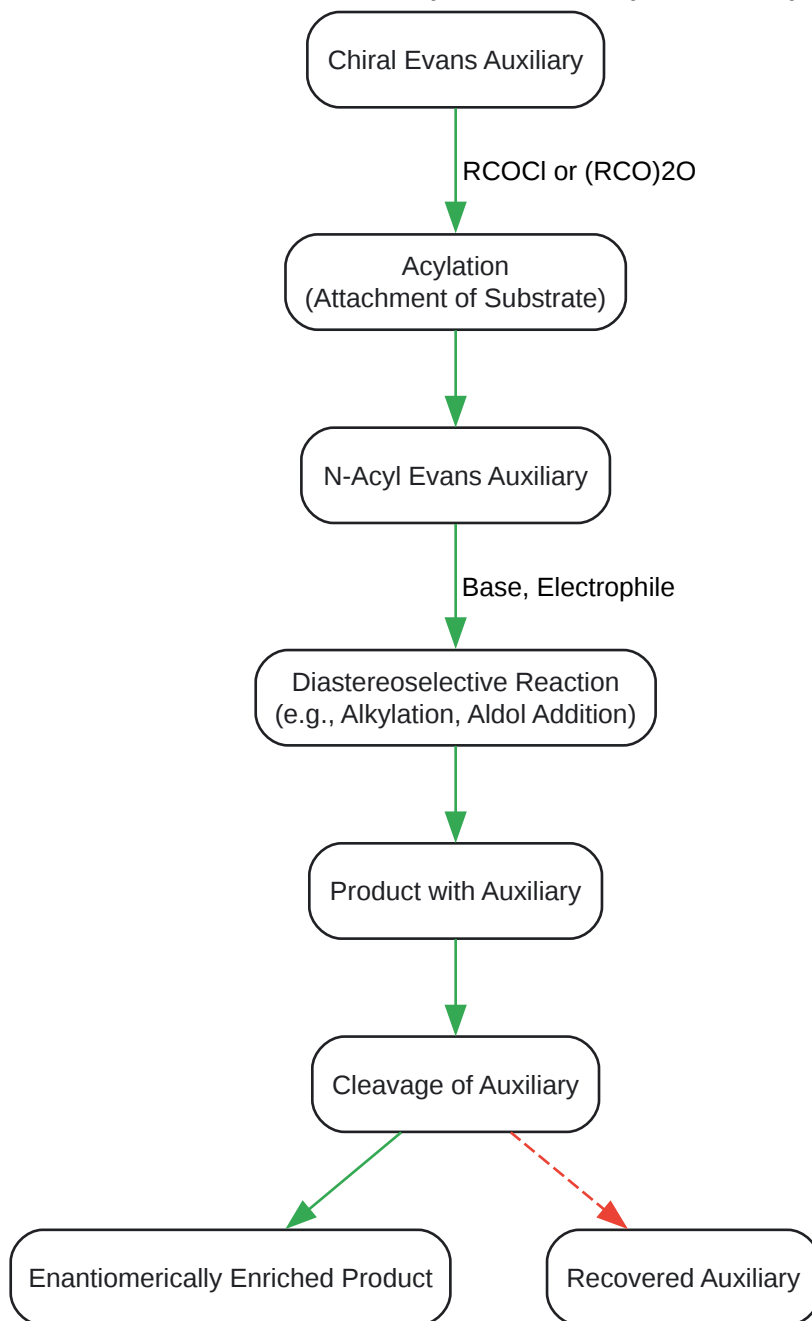 Chiral Evans Auxiliary
RCOCl or (RCO)2O
Acylation
(Attachment of Substrate)
N-Acyl Evans Auxiliary
Base, Electrophile
Diastereoselective Reaction
(e.g., Alkylation, Aldol Addition)
Product with Auxiliary
Cleavage of Auxiliary
Enantiomerically Enriched Product
Recovered Auxiliary